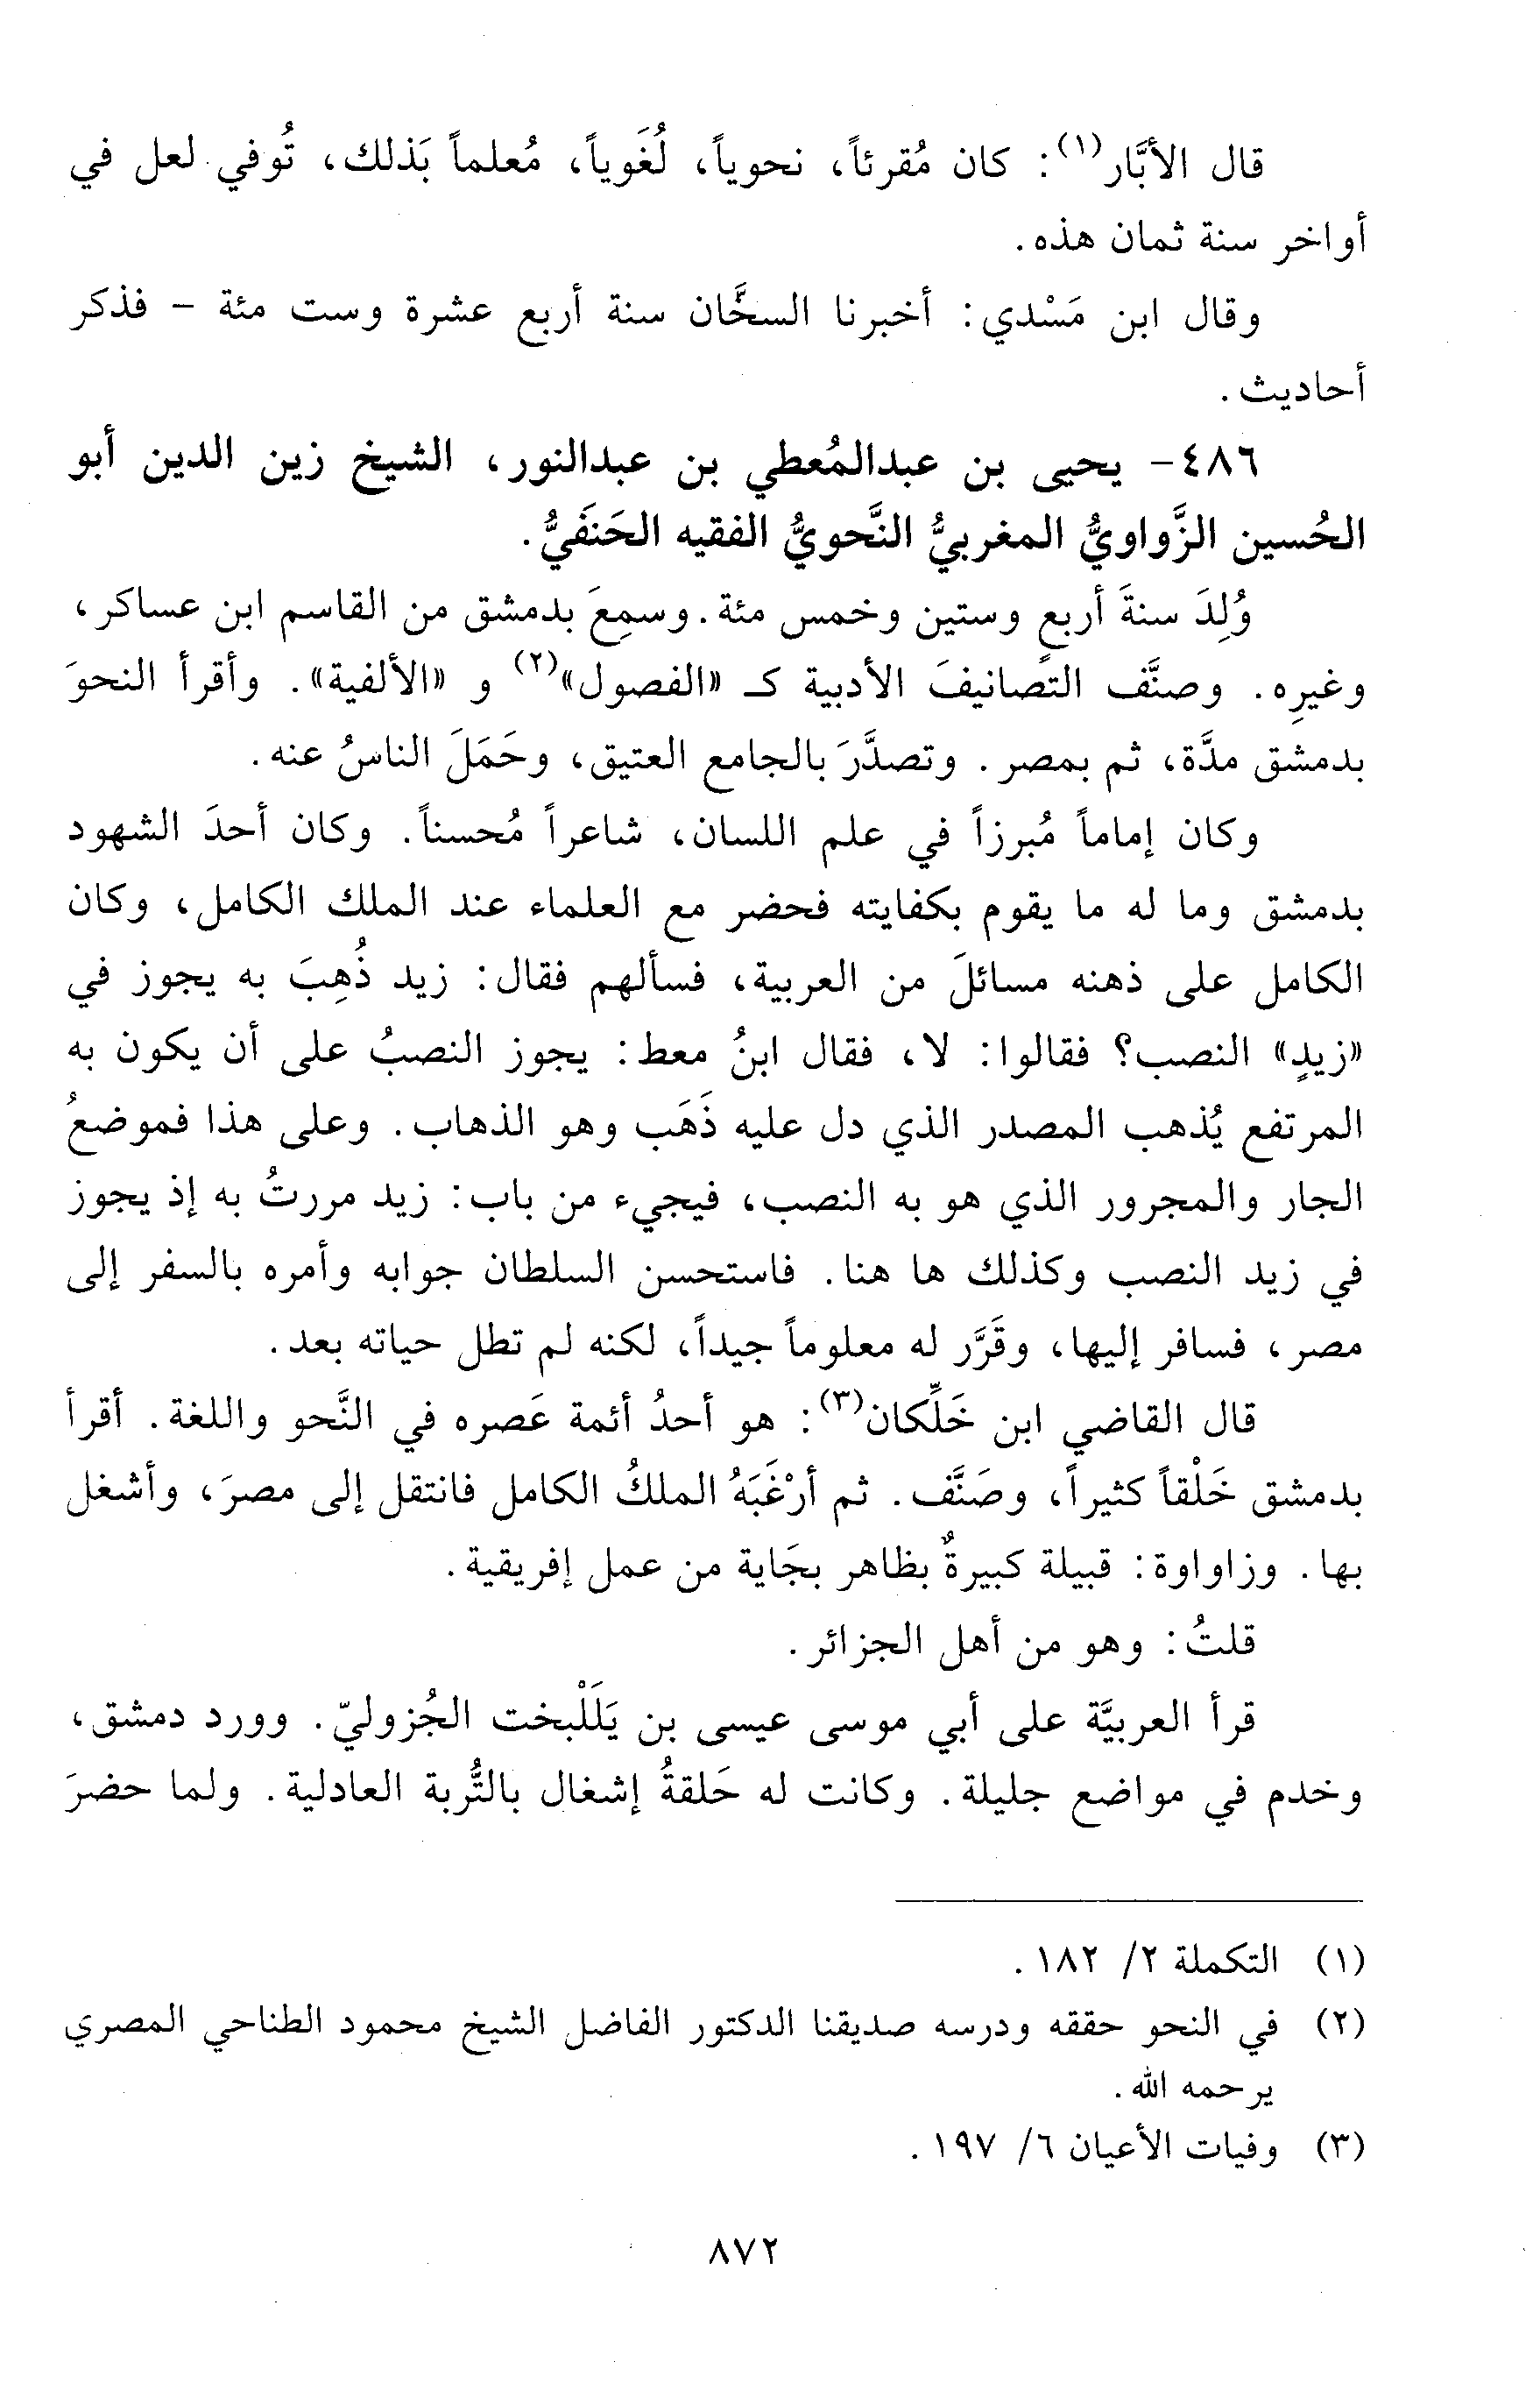 قال الأبَّار(١): كان مُقرئاً، نحوياً، لُغَوياً، مُعلماً بَذلك، تُوفي لعل في
أواخر سنة ثمان هذه.
وقال ابن مَسْدي: أخبرنا السخَّان سنة أربع عشرة وست مئة - فذكر
أحاديث.
٤٨٦- يحيى بن عبدالمُعطي بن عبدالنور، الشيخ زين الدين أبو
الحُسين الزَّواويُّ المغربيُّ النَّحويُّ الفقيه الحَنفَيُّ.
وُلِدَ سنةَ أربعٍ وستين وخمس مئة. وسمِعَ بدمشق من القاسم ابن عساكر،
وغيرِه. وصنَّف التصانيفَ الأدبية كـ «الفصول»(٢) و «الألفية». وأقرأ النحوَ
بدمشق مدَّة، ثم بمصر. وتصدَّرَ بالجامع العتيق، وحَمَلَ الناسُ عنه.
وكان إماماً مُبرزاً في علم اللسان، شاعراً مُحسناً. وكان أحدَ الشهود
بدمشق وما له ما يقوم بكفايته فحضر مع العلماء عند الملك الكامل، وكان
الكامل على ذهنه مسائلَ من العربية، فسألهم فقال: زيد ذُهِبَ به يجوز في
«زيدٍ» النصب؟ فقالوا: لا، فقال ابنُ معط: يجوز النصبُ على أن يكون به
المرتفع يُذهب المصدر الذي دل عليه ذَهَب وهو الذهاب. وعلى هذا فموضعُ
الجار والمجرور الذي هو به النصب، فيجيء من باب: زيد مررتُ به إذ يجوز
في زيد النصب وكذلك ها هنا. فاستحسن السلطان جوابه وأمره بالسفر إلى
مصر، فسافر إليها، وقَرَّر له معلوماً جيداً، لكنه لم تطل حياته بعد.
قال القاضي ابن خَلِّكان(٣): هو أحدُ أئمة عَصره في النَّحو واللغة. أقرأ
بدمشق خَلْقاً كثيراً، وصَنَّف. ثم أرْغَبَهُ الملكُ الكامل فانتقل إلى مصرَ، وأشغل
بها. وزاواوة: قبيلة كبيرةٌ بظاهر بجَاية من عمل إفريقية.
قلتُ: وهو من أهل الجزائر.
قرأ العربيَّة على أبي موسى عيسى بن يَلَلْبخت الجُزوليّ. وورد دمشق،
وخدم في مواضع جليلة. وكانت له حَلقةُ إشغال بالتُّربة العادلية. ولما حضرَ
(١) التكملة ٢/ ١٨٢.
(٢) في النحو حققه ودرسه صديقنا الدكتور الفاضل الشيخ محمود الطناحي المصري
يرحمه الله.
(٣) وفيات الأعيان ٦/ ١٩٧.
٨٧٢